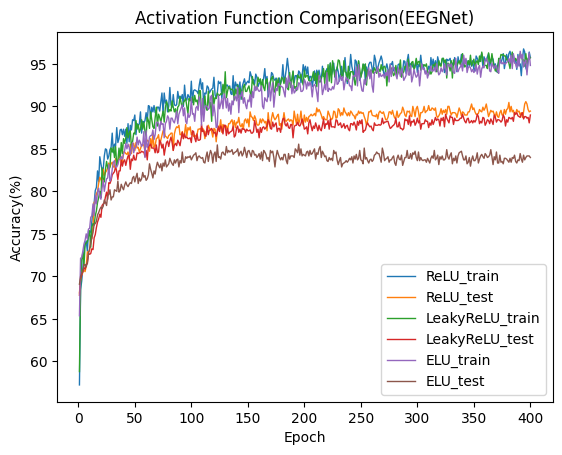 Activation Function Comparison(EEGNet)
Accuracy(%)
95
90
85
80
75
70
65
60
0 50 100 150 200 250 300 350 400
Epoch
ReLU_train
ReLU_test
LeakyReLU_train
LeakyReLU_test
ELU_train
ELU_test